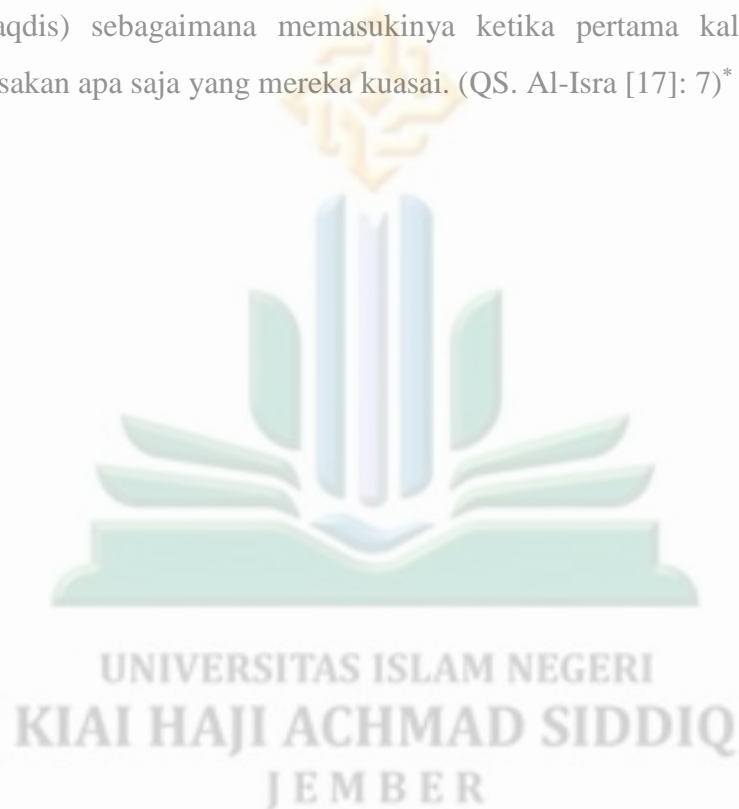 aqdis) sebagaimana memasukinya ketika pertama kal
sakan apa saja yang mereka kuasai. (QS. Al-Isra [17]: 7)*
UNIVERSITAS ISLAM NEGERI
KIAI HAJI ACHMAD SIDDIQ
JEMBER